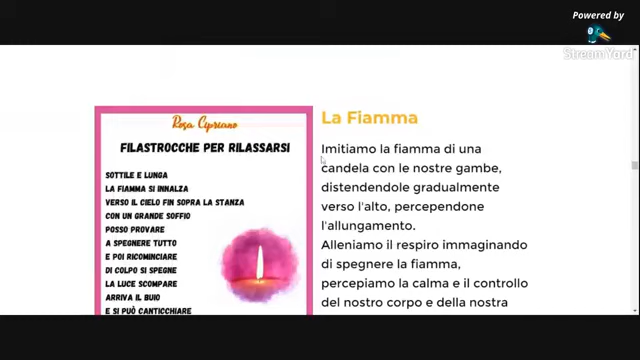 Powered by
StreamYard
Rosa Cipriano
FILASTROCCHE PER RILASSARSI
SOTTILE E LUNGA
LA FIAMMA SI INNALZA
VERSO IL CIELO FIN SOPRA LA STANZA
CON UN GRANDE SOFFIO
POSSO PROVARE
A SPEGNERE TUTTO
E POI RICOMINCIARE
DI COLPO SI SPEGNE
LA LUCE SCOMPARE
ARRIVA IL BUIO
E SI PUÒ CANTICCHIARE
La Fiamma
Imitiamo la fiamma di una
candela con le nostre gambe,
distendendole gradualmente
verso l'alto, percependone
l'allungamento.
Alleniamo il respiro immaginando
di spegnere la fiamma,
percepiamo la calma e il controllo
del nostro corpo e della nostra